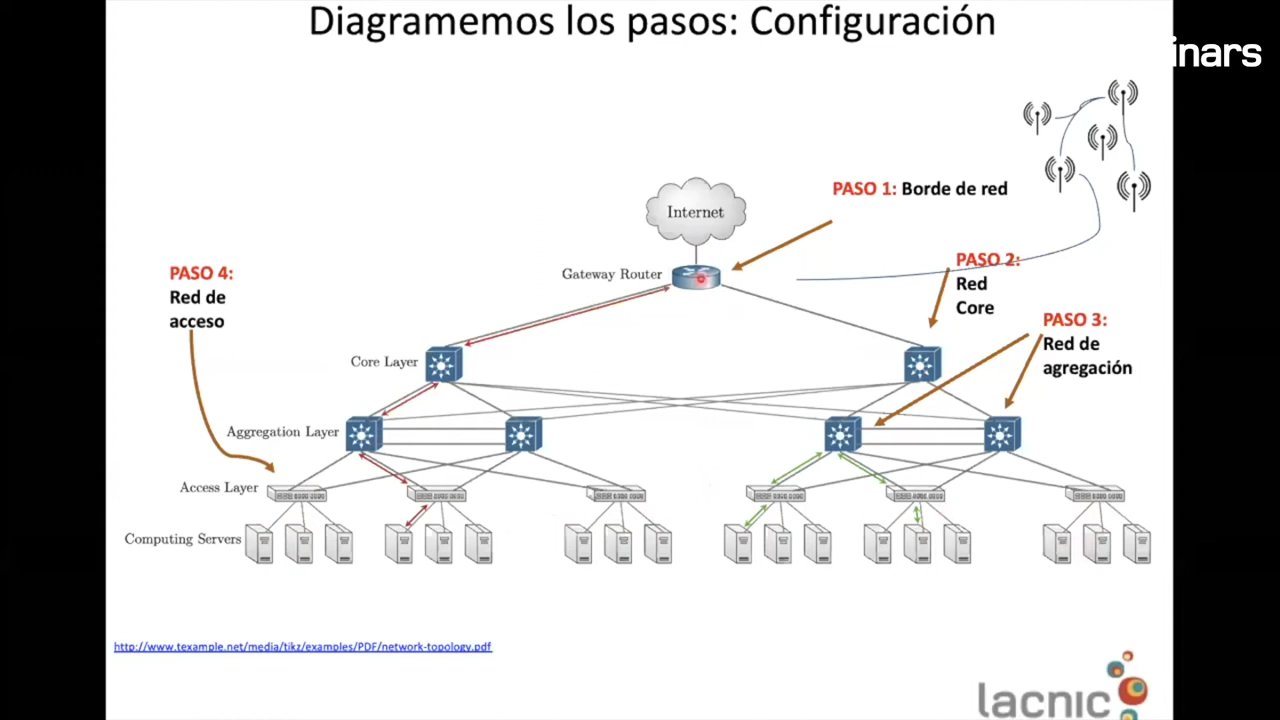 Diagramemos los pasos: Configuración
inars
PASO 1: Borde de red
Internet
PASO 2:
Red
Core
Gateway Router
PASO 4:
Red de
acceso
PASO 3:
Red de
agregación
Core Layer
Aggregation Layer
Access Layer
Computing Servers
http://www.texample.net/media/tikz/examples/PDF/network-topology.pdf
lacnic